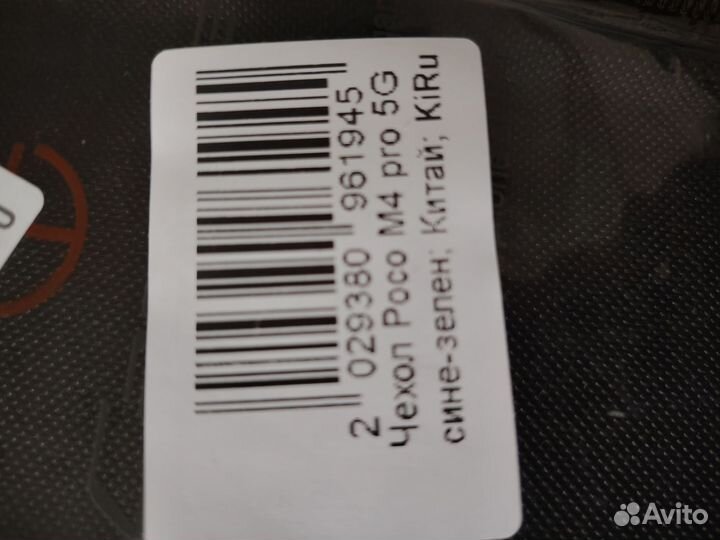 2 029380 961945
Чехол Poco M4 pro 5G
сине-зелен; Китай; KiRu
Avito